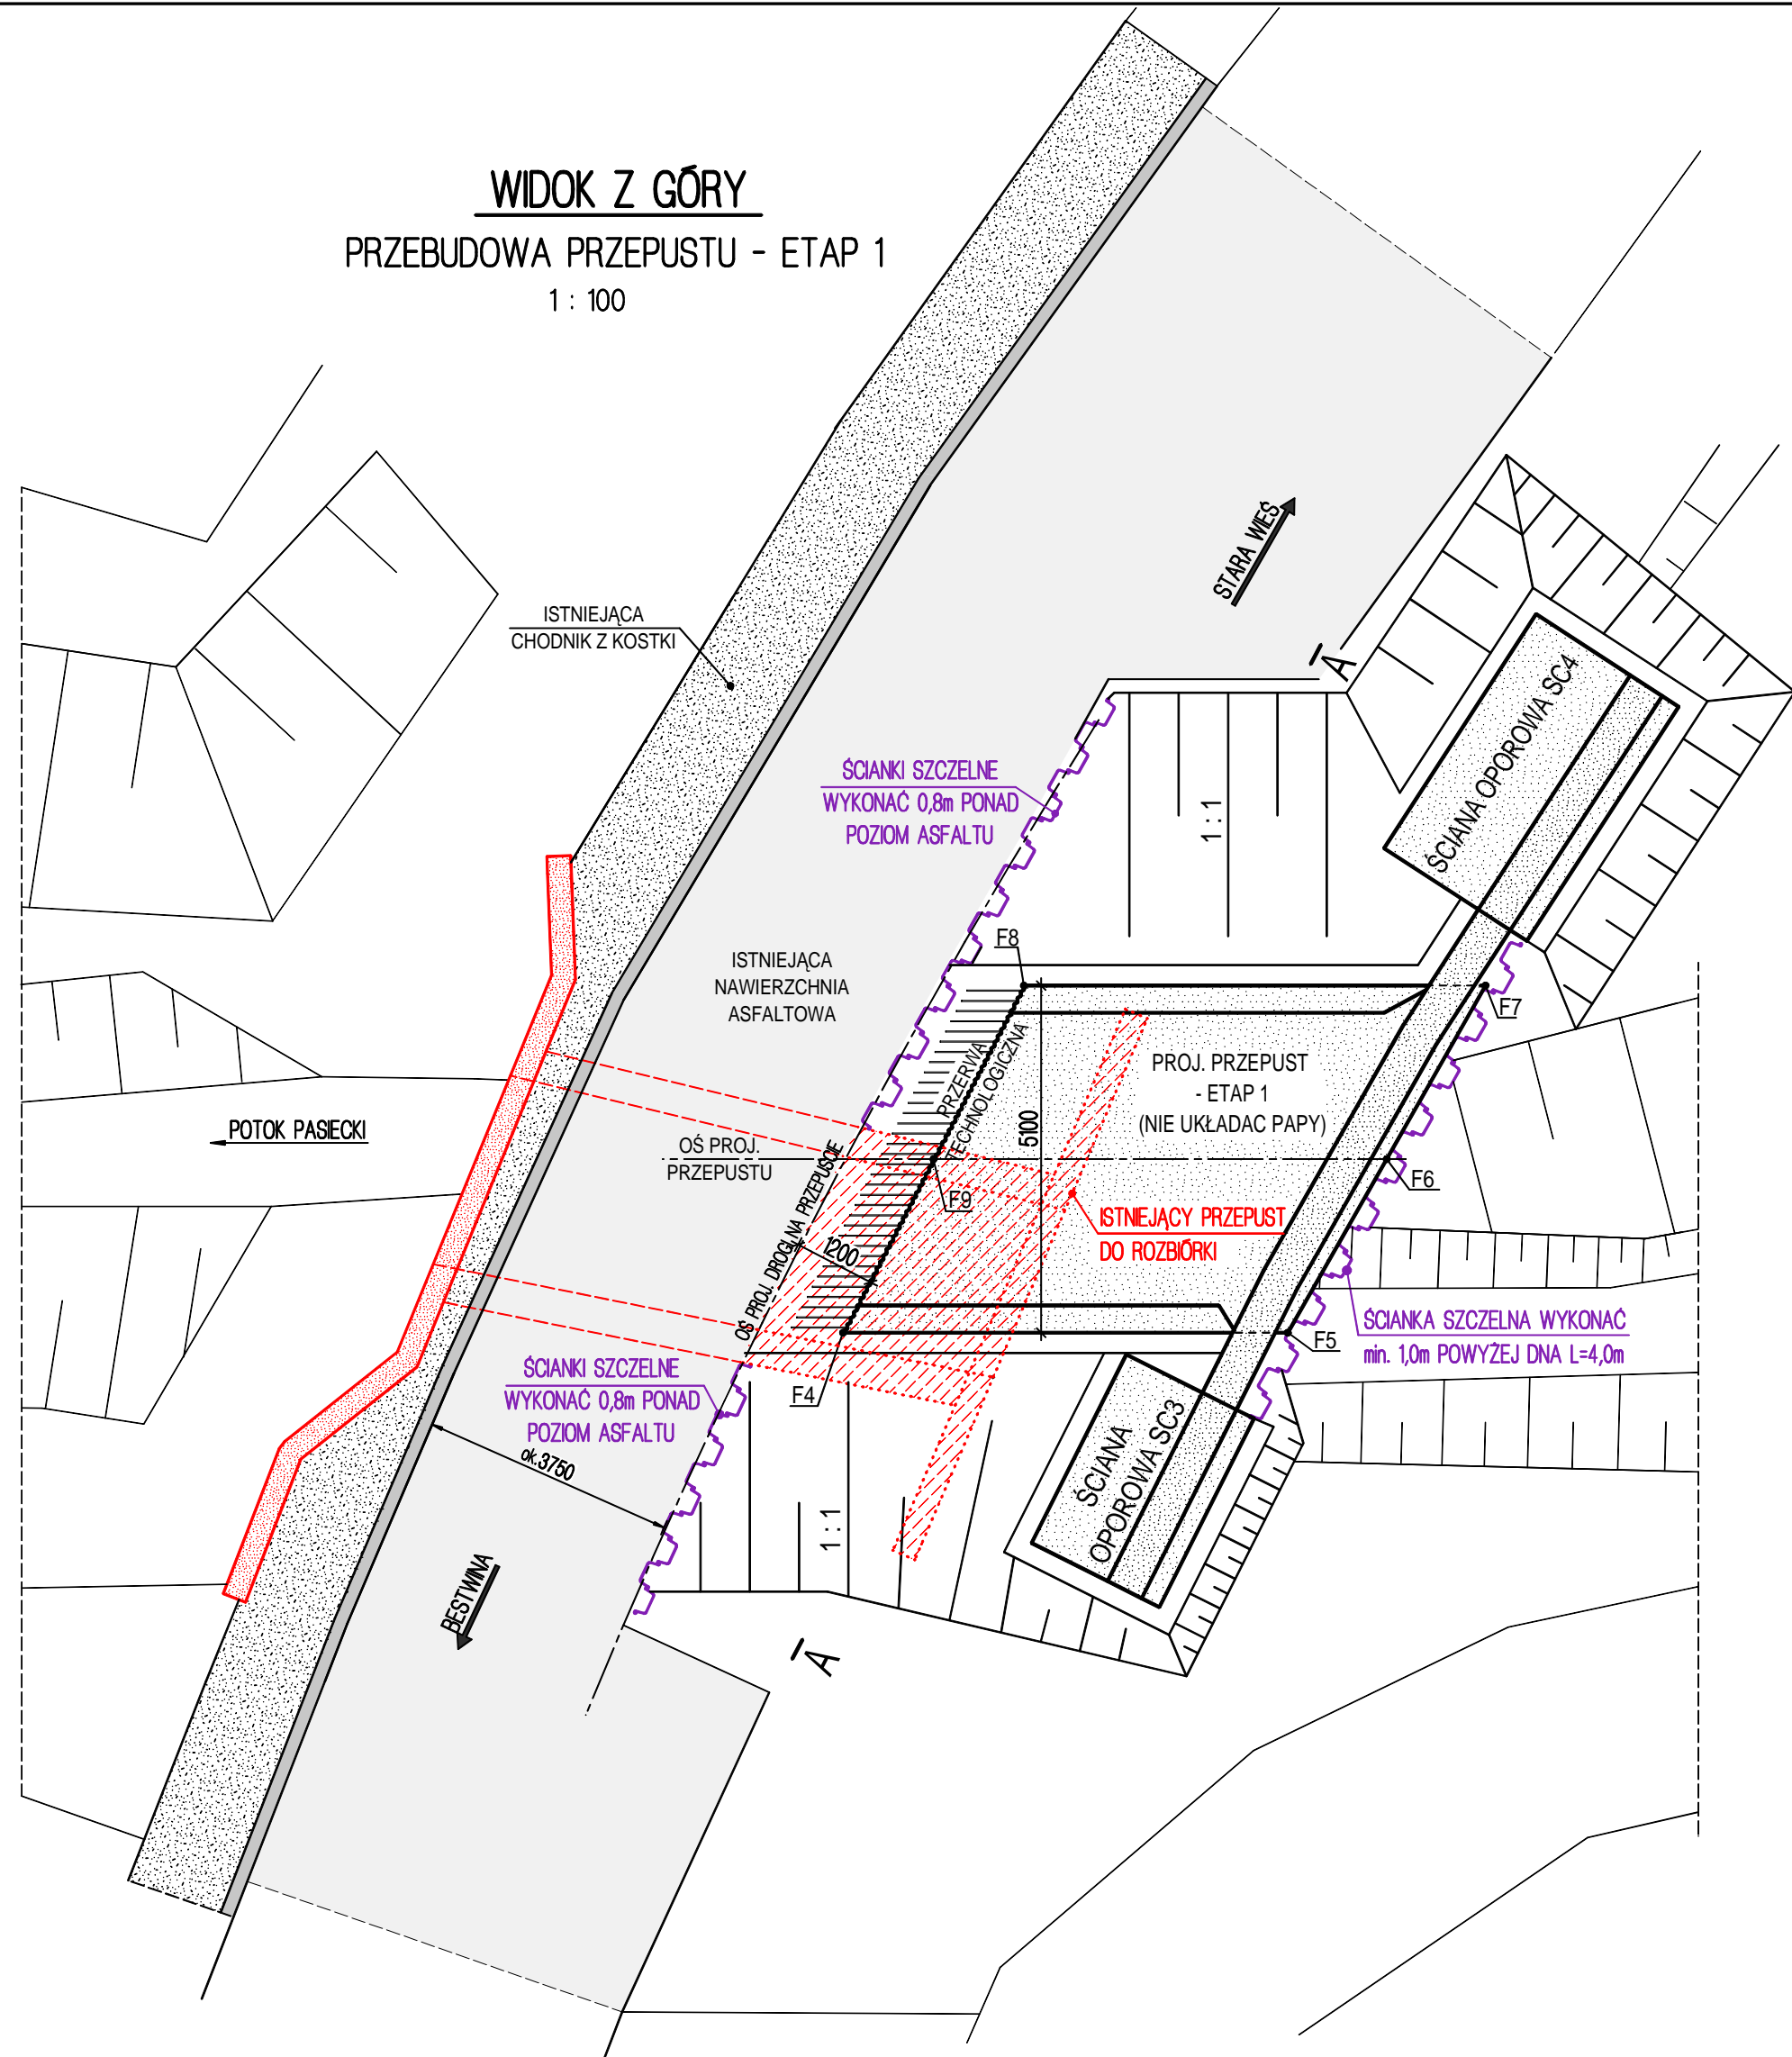 WIDOK Z GÓRY
PRZEBUDOWA PRZEPUSTU - ETAP 1
1 : 100
STARA WIEŚ
ISTNIEJĄCA
CHODNIK Z KOSTKI
A
ŚCIANA OPOROWA SC4
ŚCIANKI SZCZELNE
WYKONAĆ 0,8m PONAD
POZIOM ASFALTU
1 : 1
F8
ISTNIEJĄCA
NAWIERZCHNIA
ASFALTOWA
F7
PRZERWA
TECHNOLOGICZNA
PROJ. PRZEPUST
- ETAP 1
(NIE UKŁADAC PAPY)
5100
POTOK PASIECKI
OŚ PROJ.
PRZEPUSTU
F6
F9
OŚ PROJ. DROGI NA PRZEPUŚCIE
1200
ISTNIEJĄCY PRZEPUST
DO ROZBIÓRKI
ŚCIANKA SZCZELNA WYKONAĆ
min. 1,0m POWYŻEJ DNA L=4,0m
F5
ŚCIANKI SZCZELNE
WYKONAĆ 0,8m PONAD
POZIOM ASFALTU
F4
ok.3750
ŚCIANA
OPOROWA SC3
1 : 1
BESTWINA
A